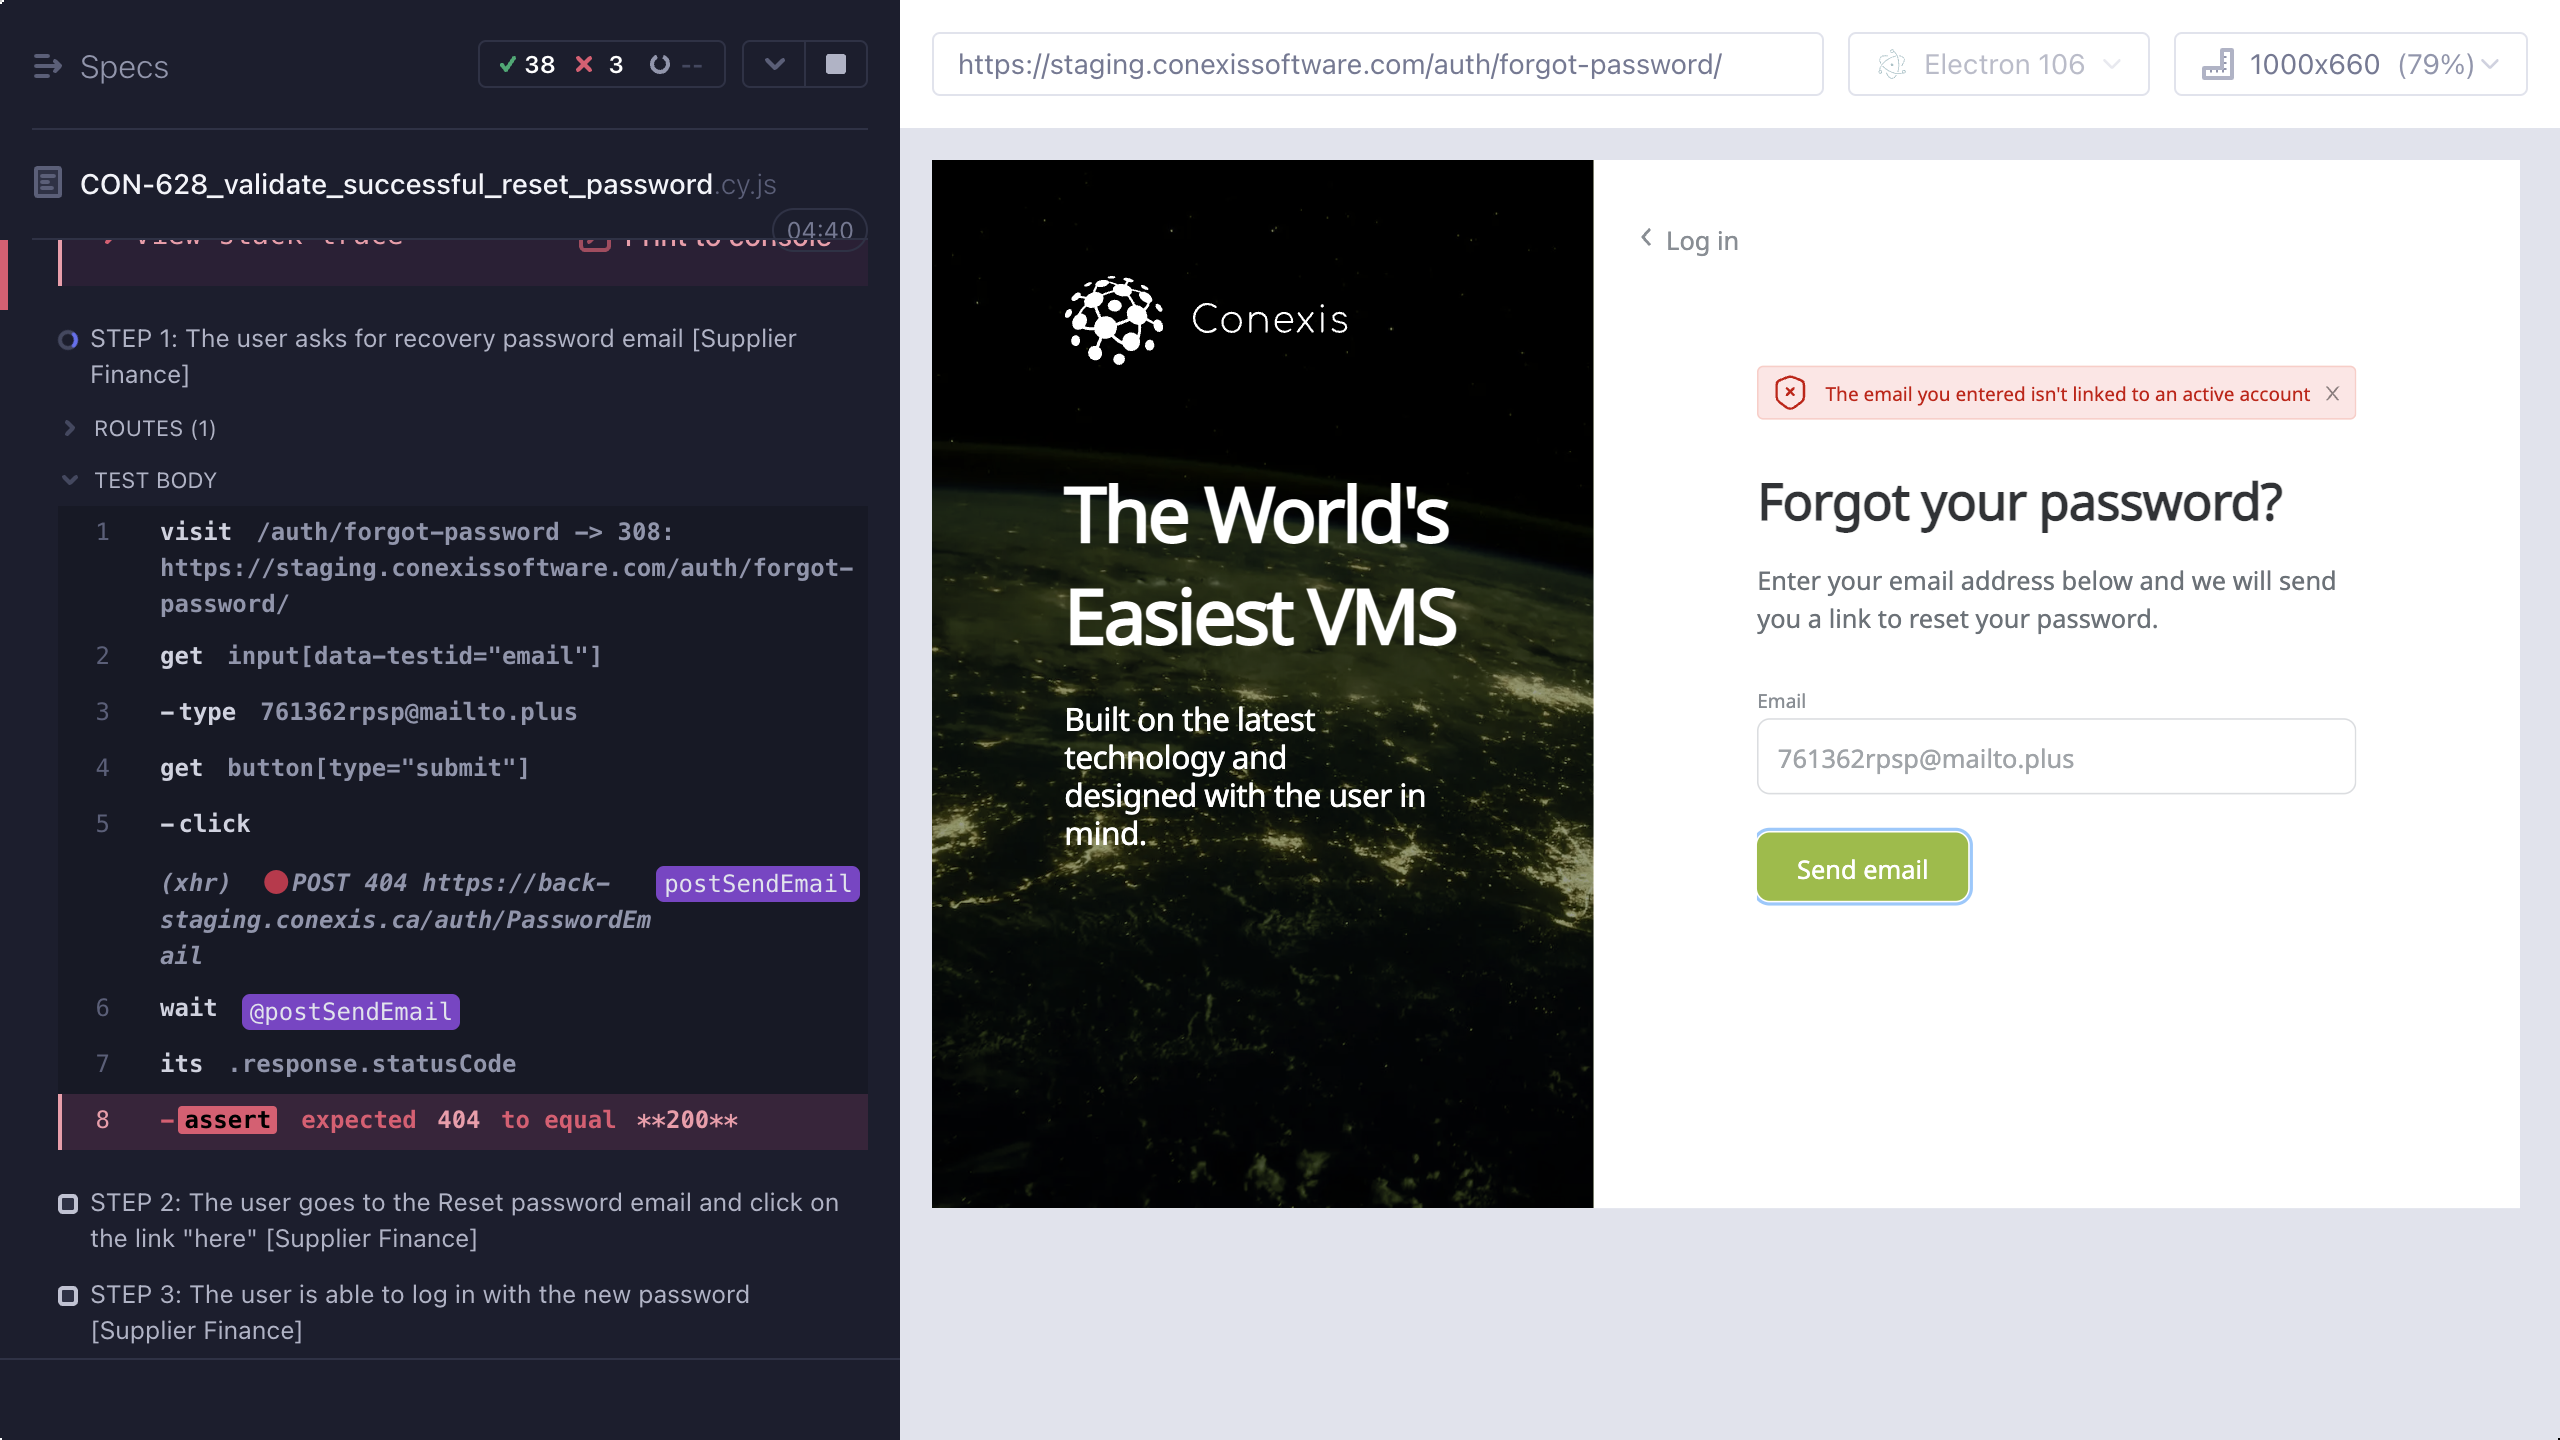 Specs
38 3 --
CON-628_validate_successful_reset_password.cy.js
04:40
View stack trace
Print to console
STEP 1: The user asks for recovery password email [Supplier
Finance]
ROUTES (1)
TEST BODY
1 visit /auth/forgot-password -> 308:
https://staging.conexissoftware.com/auth/forgot-
password/
2 get input[data-testid="email"]
3 -type 761362rpsp@mailto.plus
4 get button[type="submit"]
5 -click
(xhr) POST 404 https://back- postSendEmail
staging.conexis.ca/auth/PasswordEm
ail
6 wait @postSendEmail
7 its .response.statusCode
8 -assert expected 404 to equal **200**
STEP 2: The user goes to the Reset password email and click on
the link "here" [Supplier Finance]
STEP 3: The user is able to log in with the new password
[Supplier Finance]
https://staging.conexissoftware.com/auth/forgot-password/
Electron 106
1000x660 (79%)
Conexis
The World's
Easiest VMS
Built on the latest
technology and
designed with the user in
mind.
Log in
The email you entered isn't linked to an active account
Forgot your password?
Enter your email address below and we will send
you a link to reset your password.
Email
761362rpsp@mailto.plus
Send email